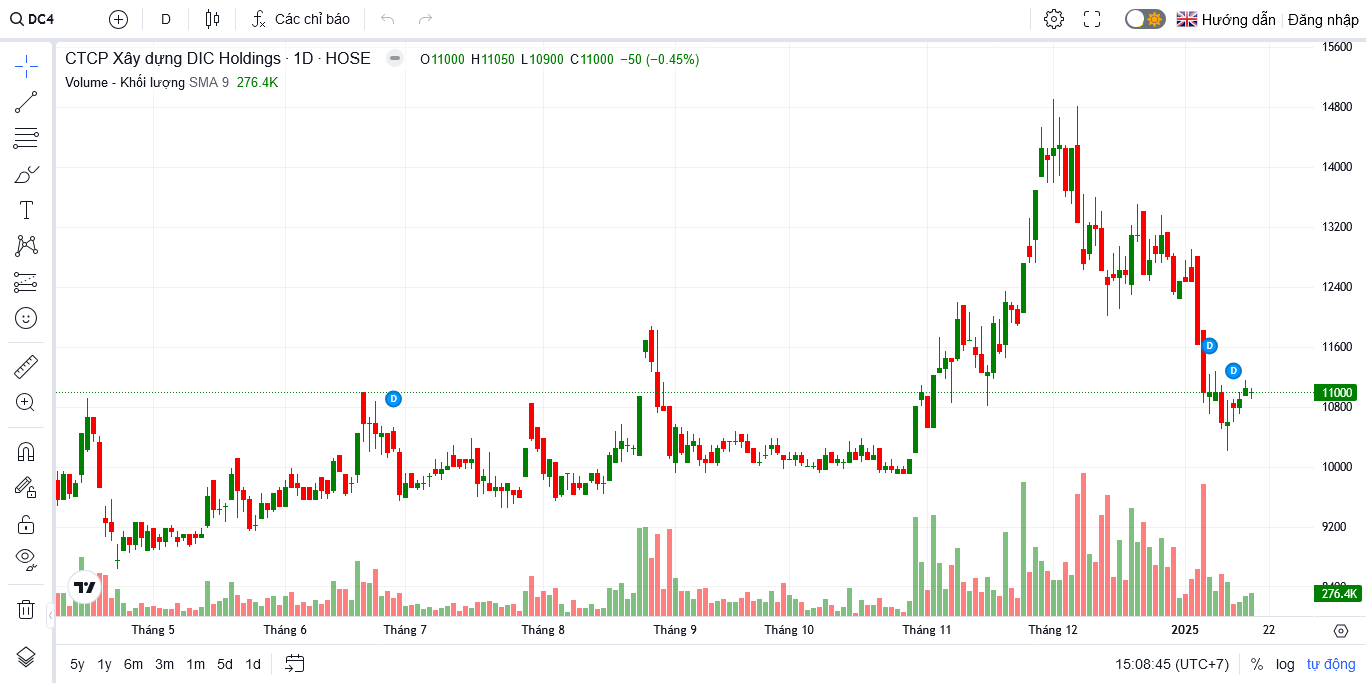 DC4 D Các chỉ báo Hướng dẫn Đăng nhập
CTCP Xây dựng DIC Holdings · 1D · HOSE O11000 H11050 L10900 C11000 −50 (−0.45%)
Volume - Khối lượng SMA 9 276.4K
15600
14800
14000
13200
12400
11600
D
D
D
11000
10800
10000
9200
8400
276.4K
Tháng 5 Tháng 6 Tháng 7 Tháng 8 Tháng 9 Tháng 10 Tháng 11 Tháng 12 2025 22
5y 1y 6m 3m 1m 5d 1d 15:08:45 (UTC+7) % log tự động